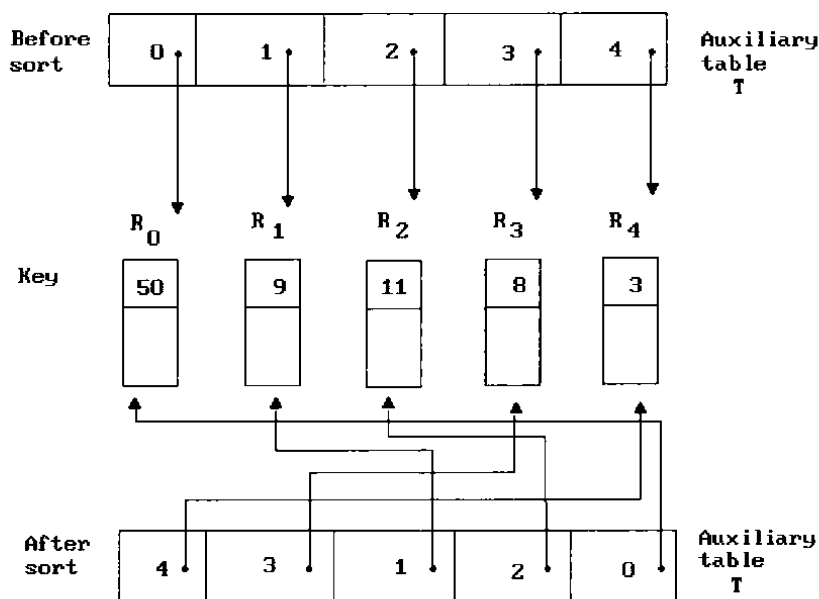 Before sort
0 1 2 3 4
Auxiliary table T
R0 R1 R2 R3 R4
Key
50 9 11 8 3
After sort
4 3 1 2 0
Auxiliary table T